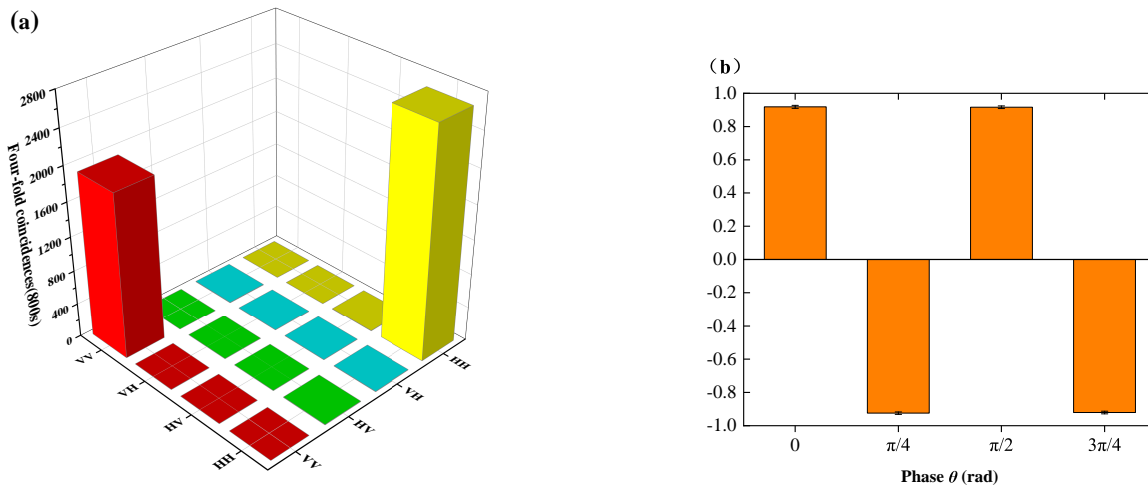 (a)
2800
2400
2000
1600
1200
800
400
0
Four-fold coincidences(800s)
VV
VH
HV
HH
VV
HV
VH
HH
（b）
1.0
0.8
0.6
0.4
0.2
0.0
-0.2
-0.4
-0.6
-0.8
-1.0
0 π/4 π/2 3π/4
Phase θ (rad)